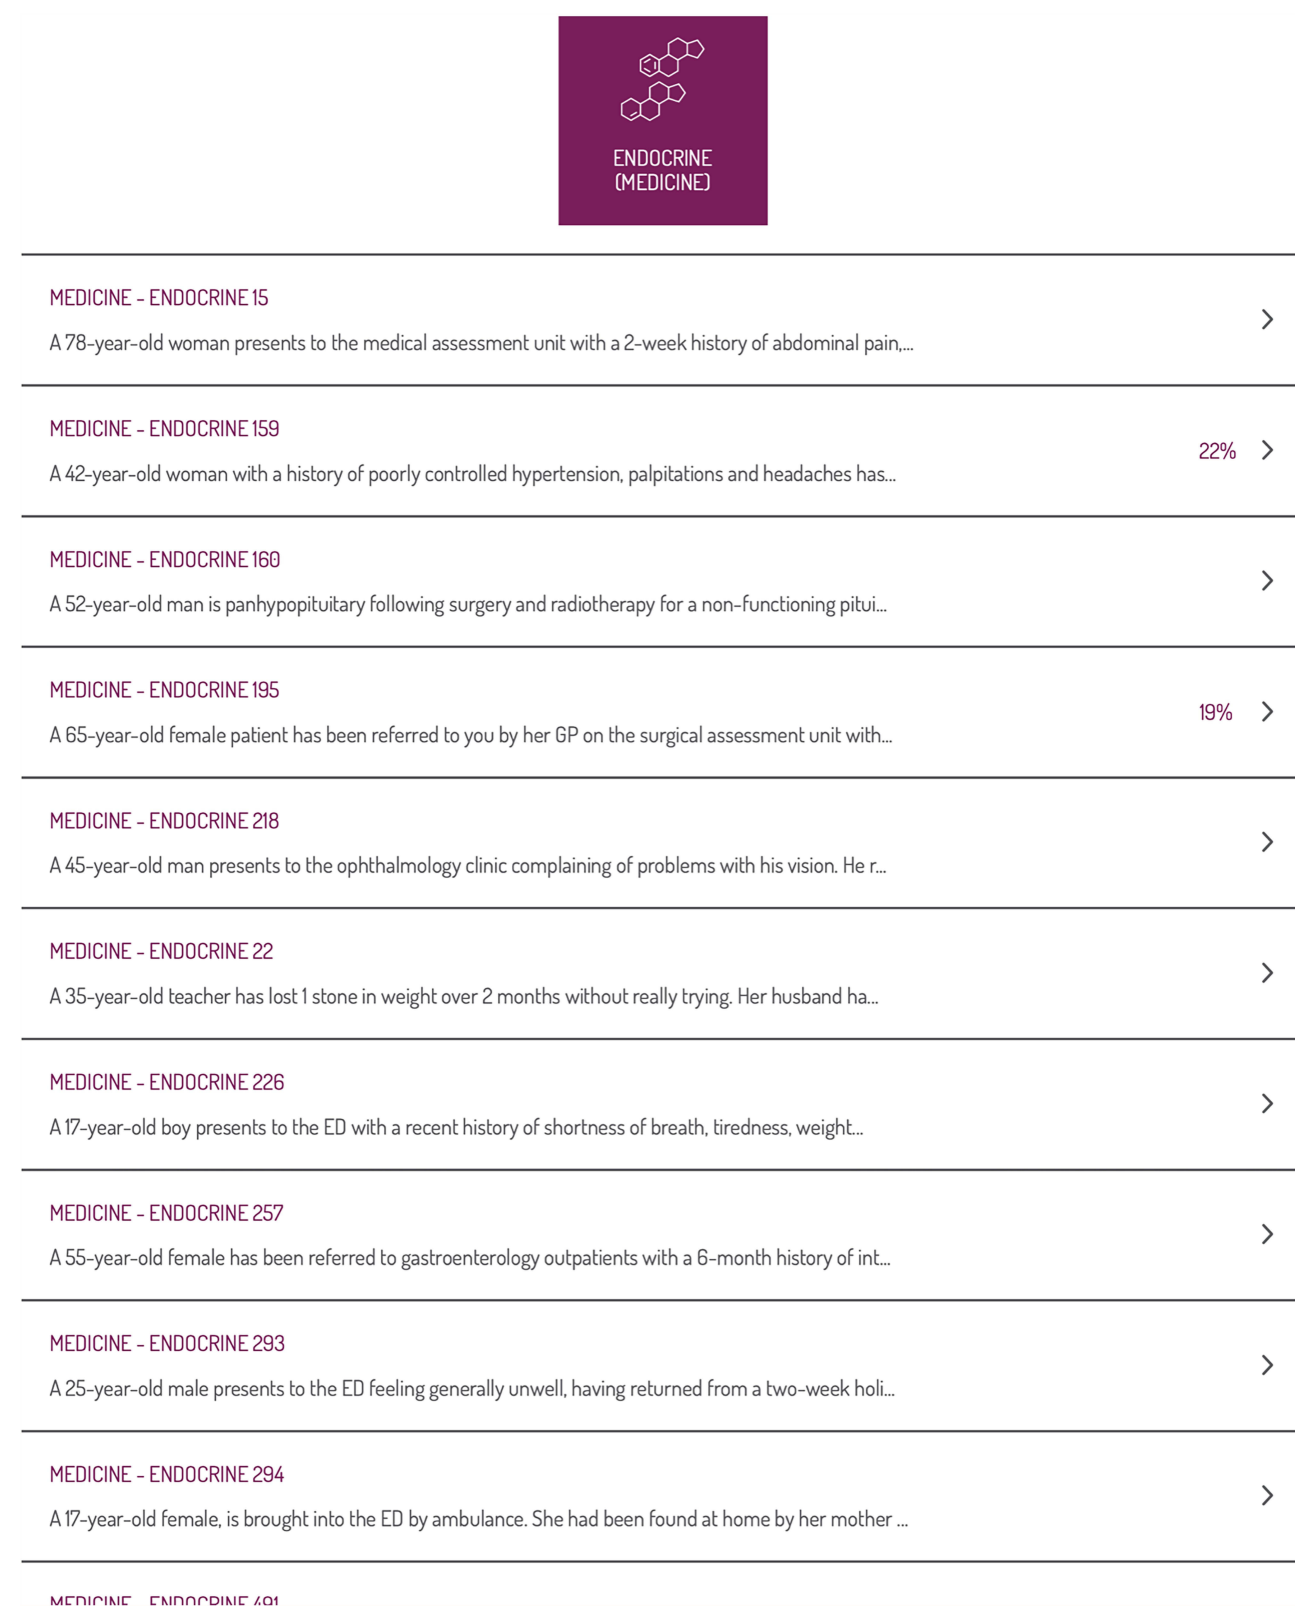 ENDOCRINE
(MEDICINE)
MEDICINE - ENDOCRINE 15
A 78-year-old woman presents to the medical assessment unit with a 2-week history of abdominal pain,...
MEDICINE - ENDOCRINE 159
22%
A 42-year-old woman with a history of poorly controlled hypertension, palpitations and headaches has...
MEDICINE - ENDOCRINE 160
A 52-year-old man is panhypopituitary following surgery and radiotherapy for a non-functioning pitui...
MEDICINE - ENDOCRINE 195
19%
A 65-year-old female patient has been referred to you by her GP on the surgical assessment unit with...
MEDICINE - ENDOCRINE 218
A 45-year-old man presents to the ophthalmology clinic complaining of problems with his vision. He r...
MEDICINE - ENDOCRINE 22
A 35-year-old teacher has lost 1 stone in weight over 2 months without really trying. Her husband ha...
MEDICINE - ENDOCRINE 226
A 17-year-old boy presents to the ED with a recent history of shortness of breath, tiredness, weight...
MEDICINE - ENDOCRINE 257
A 55-year-old female has been referred to gastroenterology outpatients with a 6-month history of int...
MEDICINE - ENDOCRINE 293
A 25-year-old male presents to the ED feeling generally unwell, having returned from a two-week holi...
MEDICINE - ENDOCRINE 294
A 17-year-old female, is brought into the ED by ambulance. She had been found at home by her mother ...
MEDICINE - ENDOCRINE 491